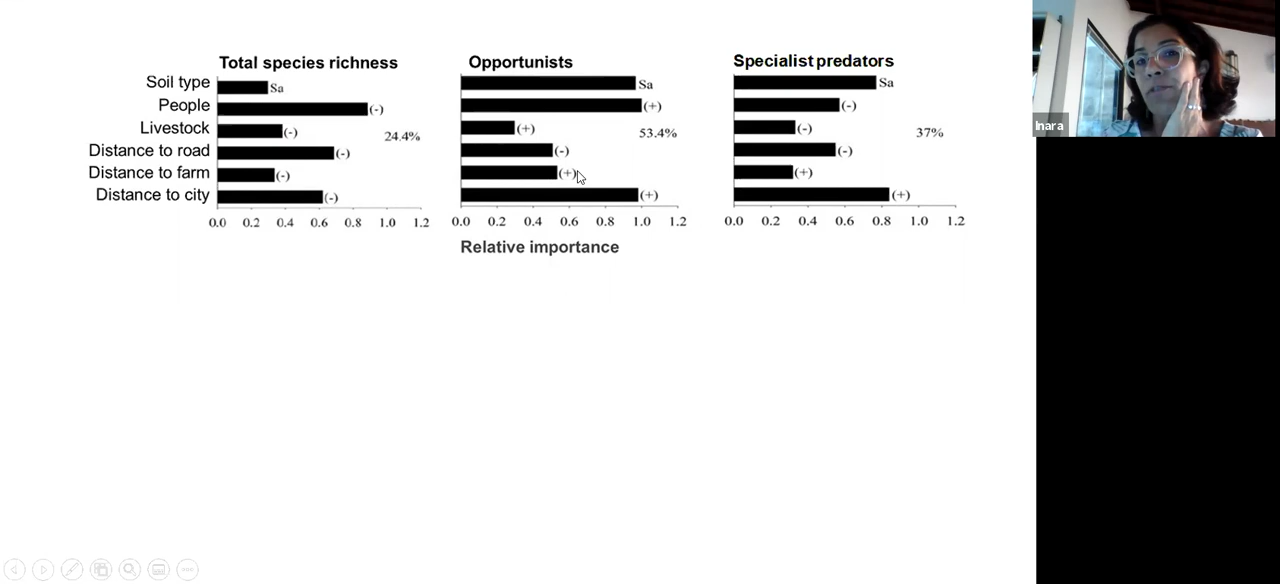 Total species richness
Opportunists
Specialist predators
Soil type
People
Livestock
Distance to road
Distance to farm
Distance to city
Sa
(-)
(-)
(-)
(-)
(-)
24.4%
0.0 0.2 0.4 0.6 0.8 1.0 1.2
Sa
(+)
(+)
(-)
(+)
(+)
53.4%
0.0 0.2 0.4 0.6 0.8 1.0 1.2
Sa
(-)
(-)
(-)
(+)
(+)
37%
0.0 0.2 0.4 0.6 0.8 1.0 1.2
Relative importance
Inara